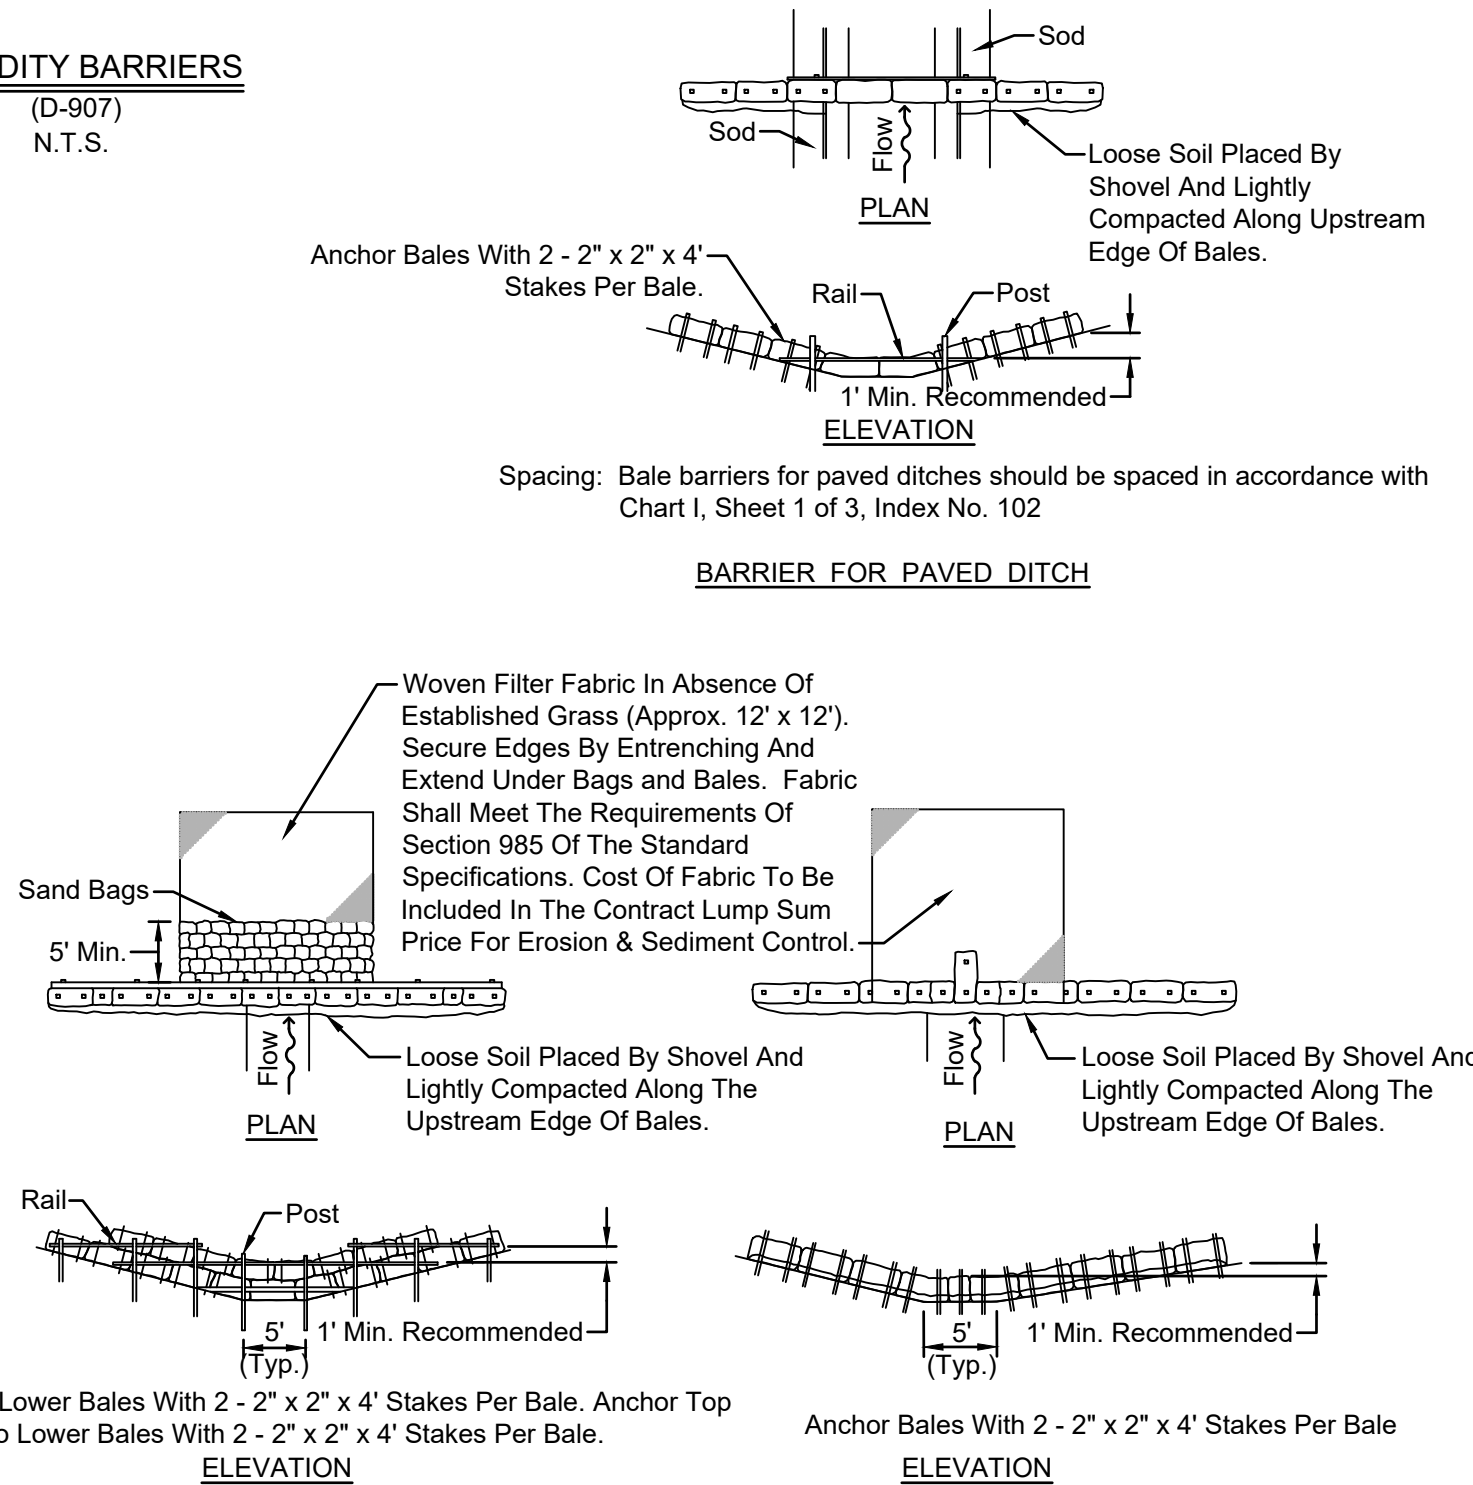 DITY BARRIERS
(D-907)
N.T.S.
Sod
Sod
Flow
Loose Soil Placed By
Shovel And Lightly
Compacted Along Upstream
Edge Of Bales.
PLAN
Anchor Bales With 2 - 2" x 2" x 4'
Stakes Per Bale.
Rail
Post
1' Min. Recommended
ELEVATION
Spacing: Bale barriers for paved ditches should be spaced in accordance with
Chart I, Sheet 1 of 3, Index No. 102
BARRIER FOR PAVED DITCH
Woven Filter Fabric In Absence Of
Established Grass (Approx. 12' x 12').
Secure Edges By Entrenching And
Extend Under Bags and Bales. Fabric
Shall Meet The Requirements Of
Section 985 Of The Standard
Specifications. Cost Of Fabric To Be
Included In The Contract Lump Sum
Price For Erosion & Sediment Control.
Sand Bags
5' Min.
Flow
Loose Soil Placed By Shovel And
Lightly Compacted Along The
Upstream Edge Of Bales.
PLAN
Flow
Loose Soil Placed By Shovel And
Lightly Compacted Along The
Upstream Edge Of Bales.
PLAN
Rail
Post
5'
(Typ.)
1' Min. Recommended
Lower Bales With 2 - 2" x 2" x 4' Stakes Per Bale. Anchor Top
o Lower Bales With 2 - 2" x 2" x 4' Stakes Per Bale.
ELEVATION
5'
(Typ.)
1' Min. Recommended
Anchor Bales With 2 - 2" x 2" x 4' Stakes Per Bale
ELEVATION